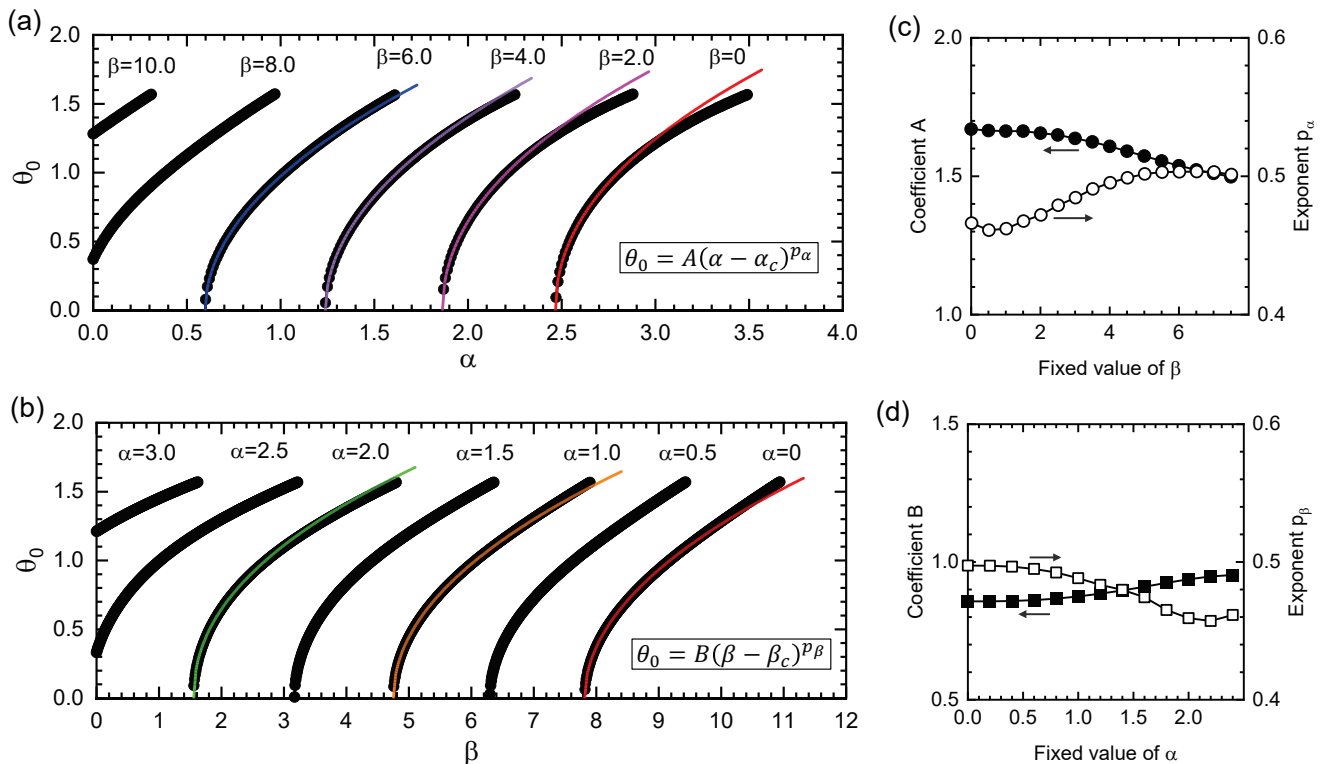 (a)
2.0
1.5
1.0
0.5
0.0
θ0
β=10.0 β=8.0 β=6.0 β=4.0 β=2.0 β=0
θ0 = A(α − αc)^pα
0.0 0.5 1.0 1.5 2.0 2.5 3.0 3.5 4.0
α
(b)
2.0
1.5
1.0
0.5
0.0
θ0
α=3.0 α=2.5 α=2.0 α=1.5 α=1.0 α=0.5 α=0
θ0 = B(β − βc)^pβ
0 1 2 3 4 5 6 7 8 9 10 11 12
β
(c)
2.0
1.5
1.0
Coefficient A
0.6
0.5
0.4
Exponent pα
0 2 4 6
Fixed value of β
(d)
1.5
1.0
0.5
Coefficient B
0.6
0.5
0.4
Exponent pβ
0.0 0.5 1.0 1.5 2.0
Fixed value of α